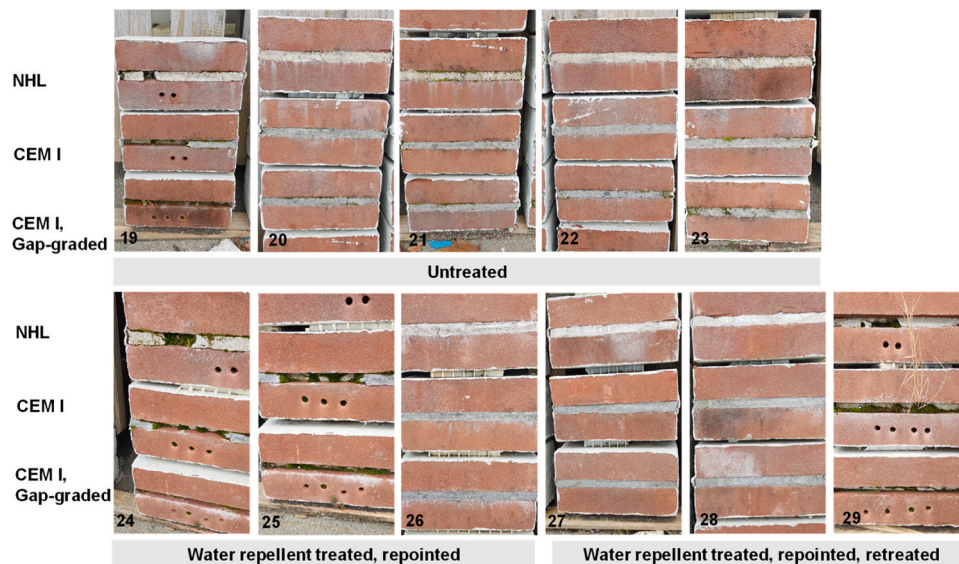 NHL
CEM I
CEM I,
Gap-graded
19
20
21
22
23
Untreated
NHL
CEM I
CEM I,
Gap-graded
24
25
26
27
28
29
Water repellent treated, repointed
Water repellent treated, repointed, retreated